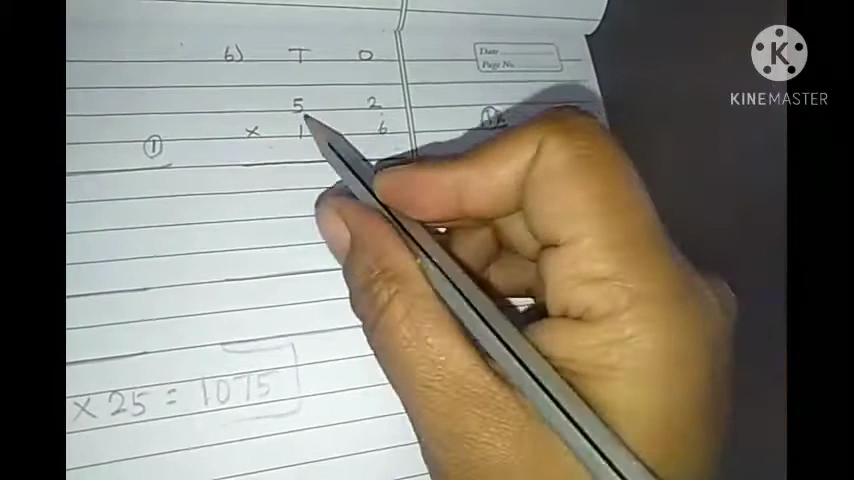 b) T O
Date
Page No.
5 2
x 1 6
1
x 25 = 1075
KINEMASTER